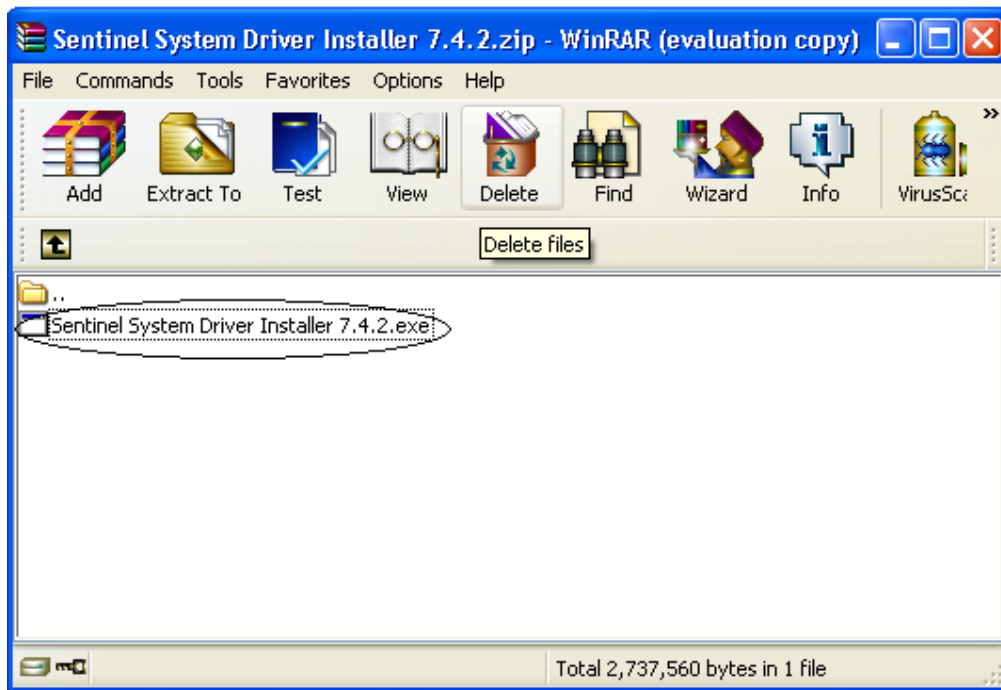 Sentinel System Driver Installer 7.4.2.zip - WinRAR (evaluation copy)
File Commands Tools Favorites Options Help
»
Add Extract To Test View Delete Find Wizard Info VirusSca
Delete files
..
Sentinel System Driver Installer 7.4.2.exe
Total 2,737,560 bytes in 1 file